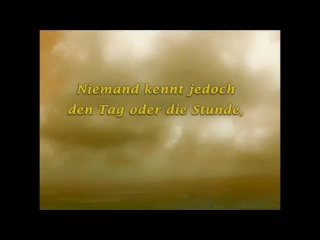 Niemand kennt jedoch
den Tag oder die Stunde,